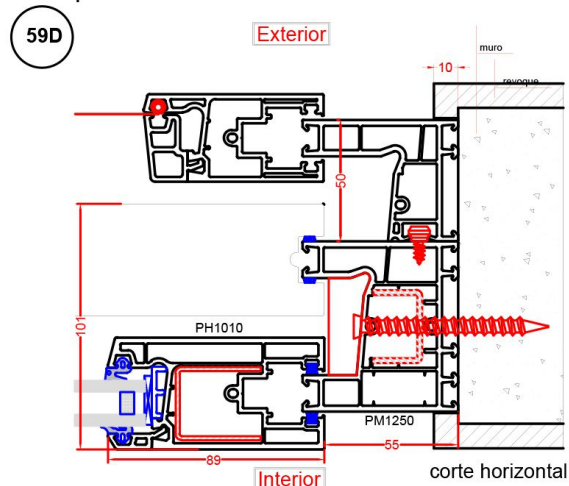 59D
Exterior
10
muro
revoque
50
101
PH1010
PM1250
55
89
Interior
corte horizontal